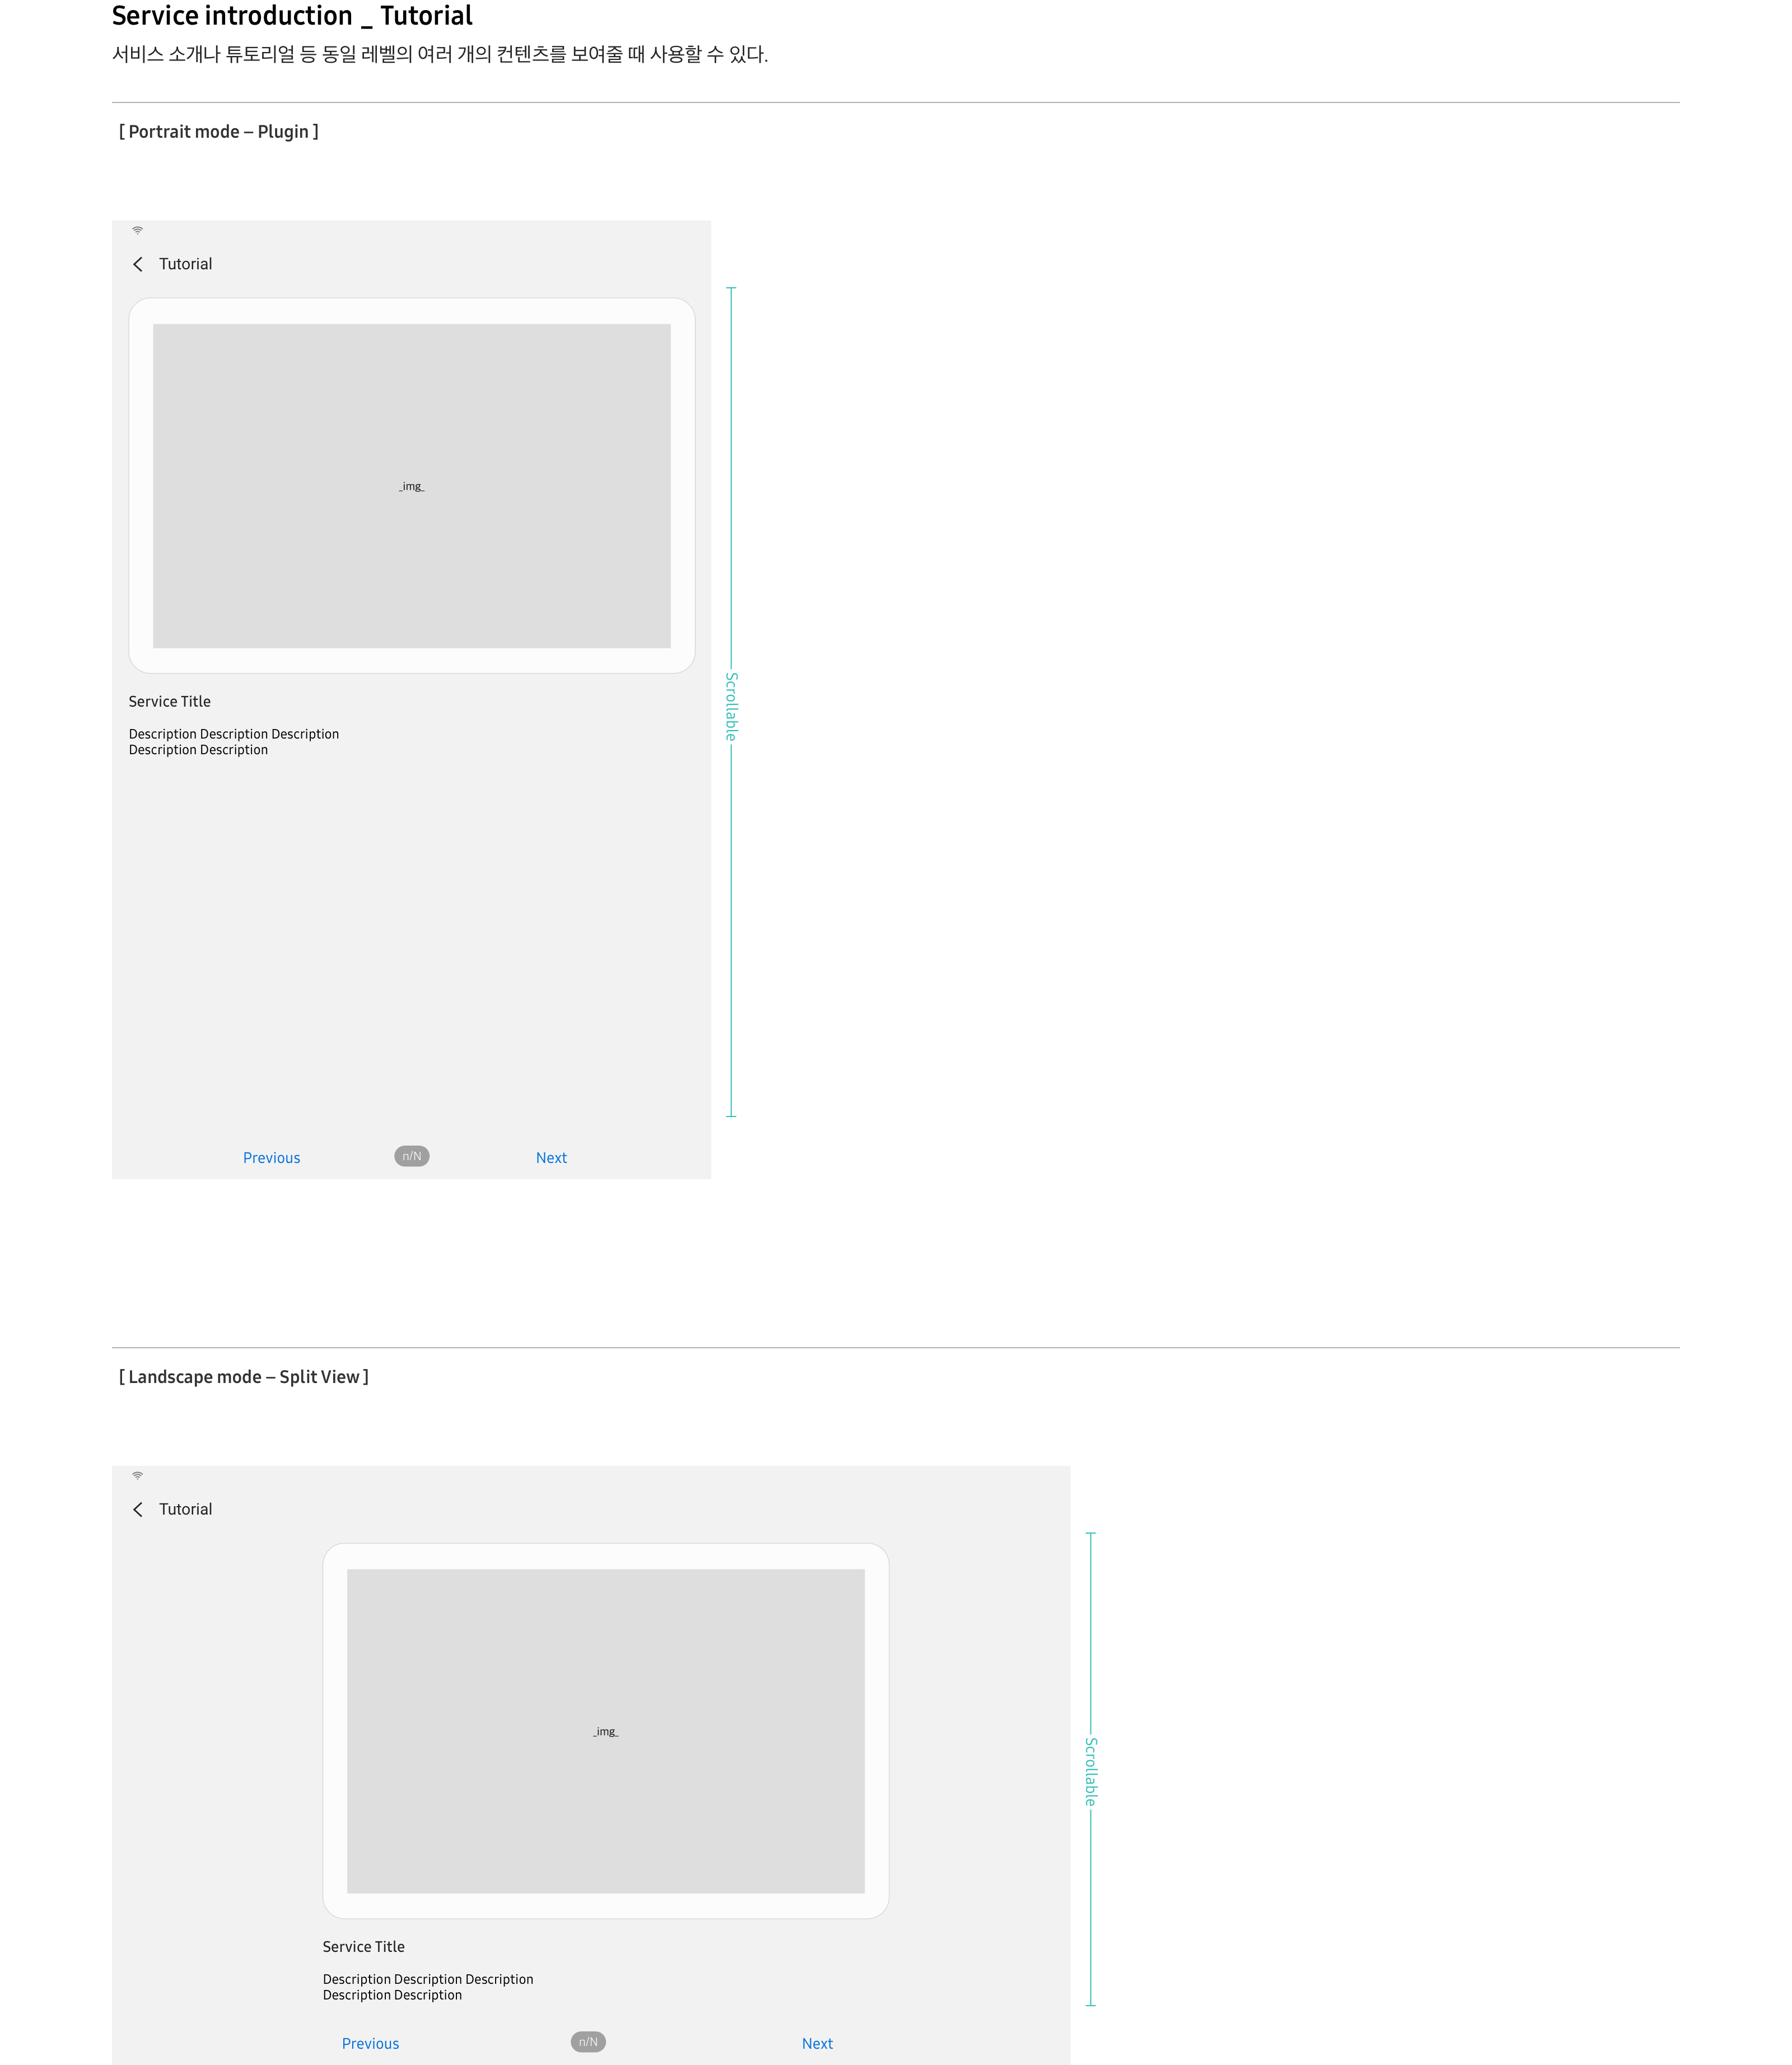 Service introduction _ Tutorial
서비스 소개나 튜토리얼 등 동일 레벨의 여러 개의 컨텐츠를 보여줄 때 사용할 수 있다.
[ Portrait mode – Plugin ]
Tutorial
_img_
Scrollable
Service Title
Description Description Description
Description Description
Previous
n/N
Next
[ Landscape mode – Split View ]
Tutorial
_img_
Scrollable
Service Title
Description Description Description
Description Description
Previous
n/N
Next